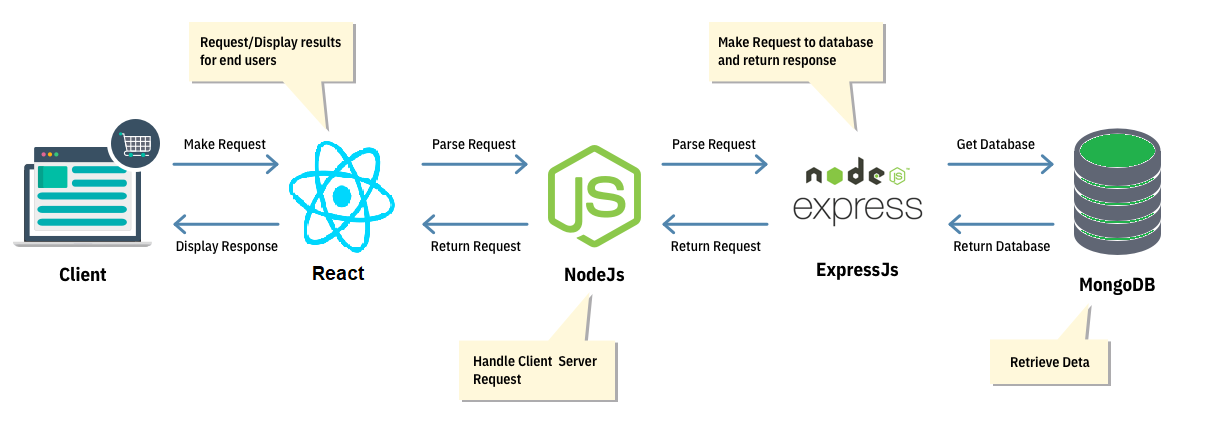 Request/Display results
for end users
Make Request to database
and return response
Make Request
Parse Request
Parse Request
Get Database
JS
node JS
express
Display Response
Return Request
Return Request
Return Database
Client
React
NodeJs
ExpressJs
MongoDB
Handle Client Server
Request
Retrieve Deta